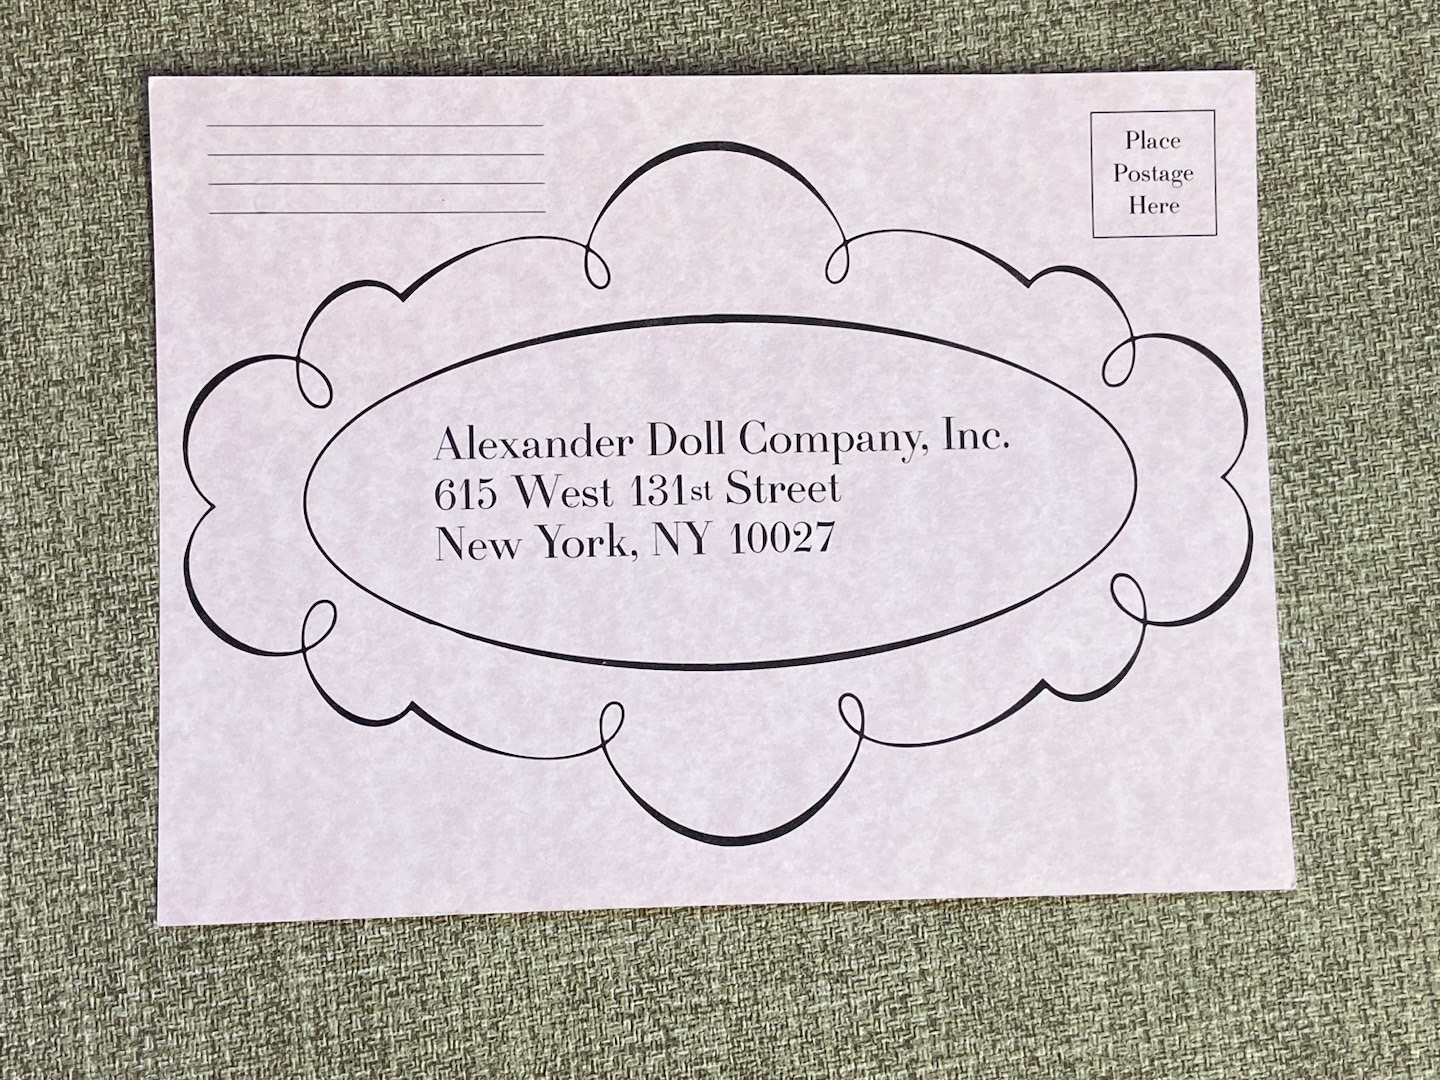 Place
Postage
Here
Alexander Doll Company, Inc.
615 West 131st Street
New York, NY 10027